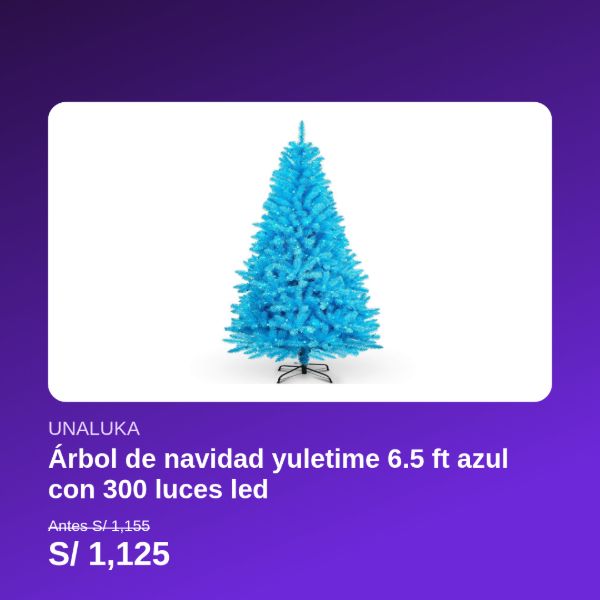 UNALUKA
Árbol de navidad yuletime 6.5 ft azul
con 300 luces led
Antes S/ 1,155
S/ 1,125